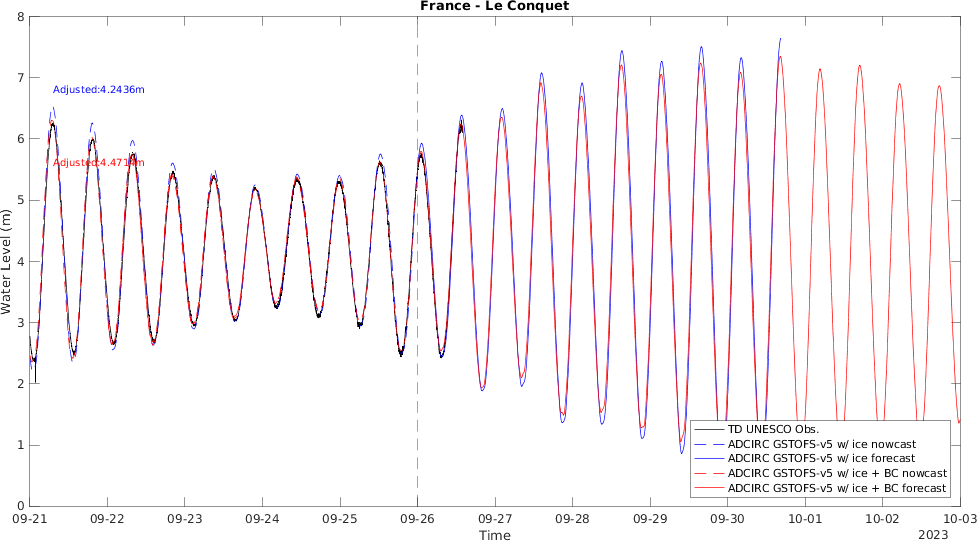 France - Le Conquet
8
7
6
5
4
3
2
1
0
Water Level (m)
Adjusted:4.2436m
Adjusted:4.4714m
TD UNESCO Obs.
ADCIRC GSTOFS-v5 w/ ice nowcast
ADCIRC GSTOFS-v5 w/ ice forecast
ADCIRC GSTOFS-v5 w/ ice + BC nowcast
ADCIRC GSTOFS-v5 w/ ice + BC forecast
09-21 09-22 09-23 09-24 09-25 09-26 09-27 09-28 09-29 09-30 10-01 10-02 10-03
Time
2023